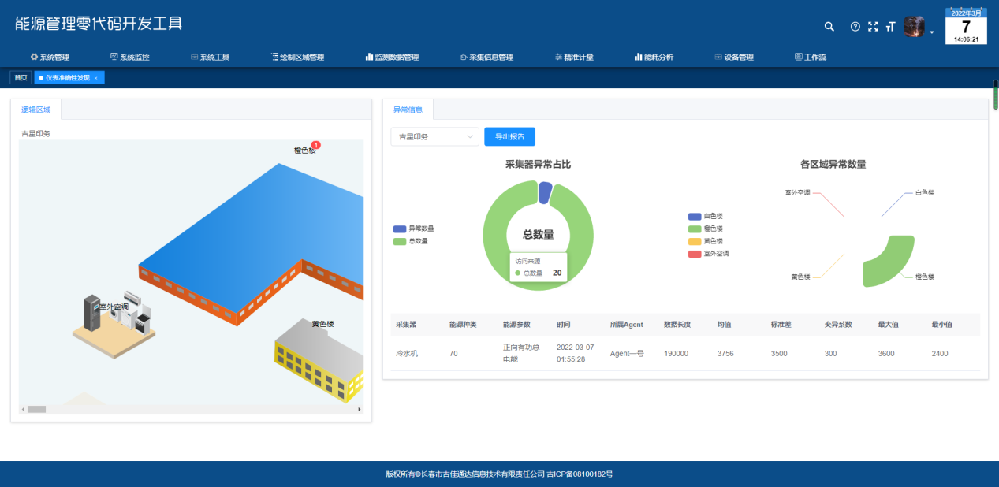 能源管理零代码开发工具
2022年3月
7
14:06:21
系统管理
系统监控
系统工具
绘制区域管理
监测数据管理
采集信息管理
精准计量
能耗分析
设备管理
工作流
首页
仪表准确性发现 ×
逻辑区域
吉星印务
橙色楼
1
室外空调
黄色楼
异常信息
吉星印务
导出报告
采集器异常占比
异常数量
总数量
总数量
访问来源
总数量 20
各区域异常数量
白色楼
橙色楼
黄色楼
室外空调
室外空调
白色楼
黄色楼
橙色楼
采集器 能源种类 能源参数 时间 所属Agent 数据长度 均值 标准差 变异系数 最大值 最小值
冷水机 70 正向有功总电能 2022-03-07 01:55:28 Agent一号 190000 3756 3500 300 3600 2400
版权所有©长春市吉佳通达信息技术有限责任公司 吉ICP备08100182号